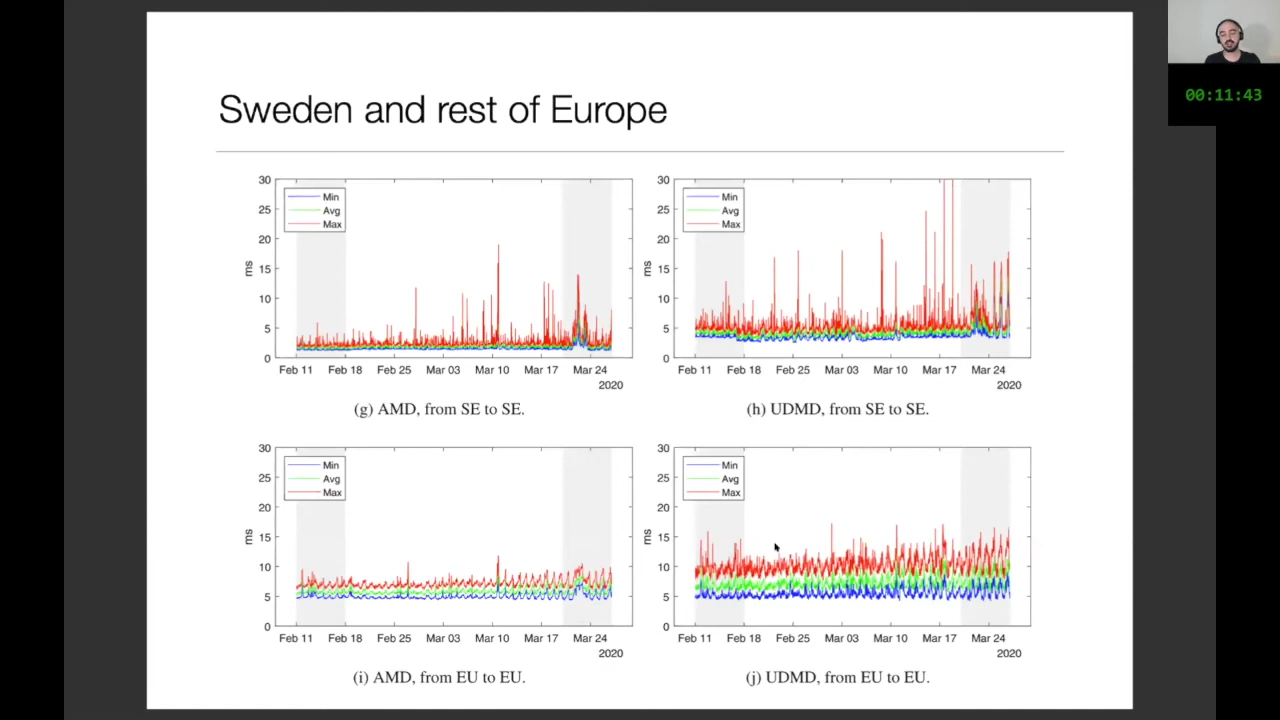 00:11:43
Sweden and rest of Europe
30
25
20
15
10
5
0
ms
Min
Avg
Max
Feb 11 Feb 18 Feb 25 Mar 03 Mar 10 Mar 17 Mar 24
2020
(g) AMD, from SE to SE.
30
25
20
15
10
5
0
ms
Min
Avg
Max
Feb 11 Feb 18 Feb 25 Mar 03 Mar 10 Mar 17 Mar 24
2020
(h) UDMD, from SE to SE.
30
25
20
15
10
5
0
ms
Min
Avg
Max
Feb 11 Feb 18 Feb 25 Mar 03 Mar 10 Mar 17 Mar 24
2020
(i) AMD, from EU to EU.
30
25
20
15
10
5
0
ms
Min
Avg
Max
Feb 11 Feb 18 Feb 25 Mar 03 Mar 10 Mar 17 Mar 24
2020
(j) UDMD, from EU to EU.